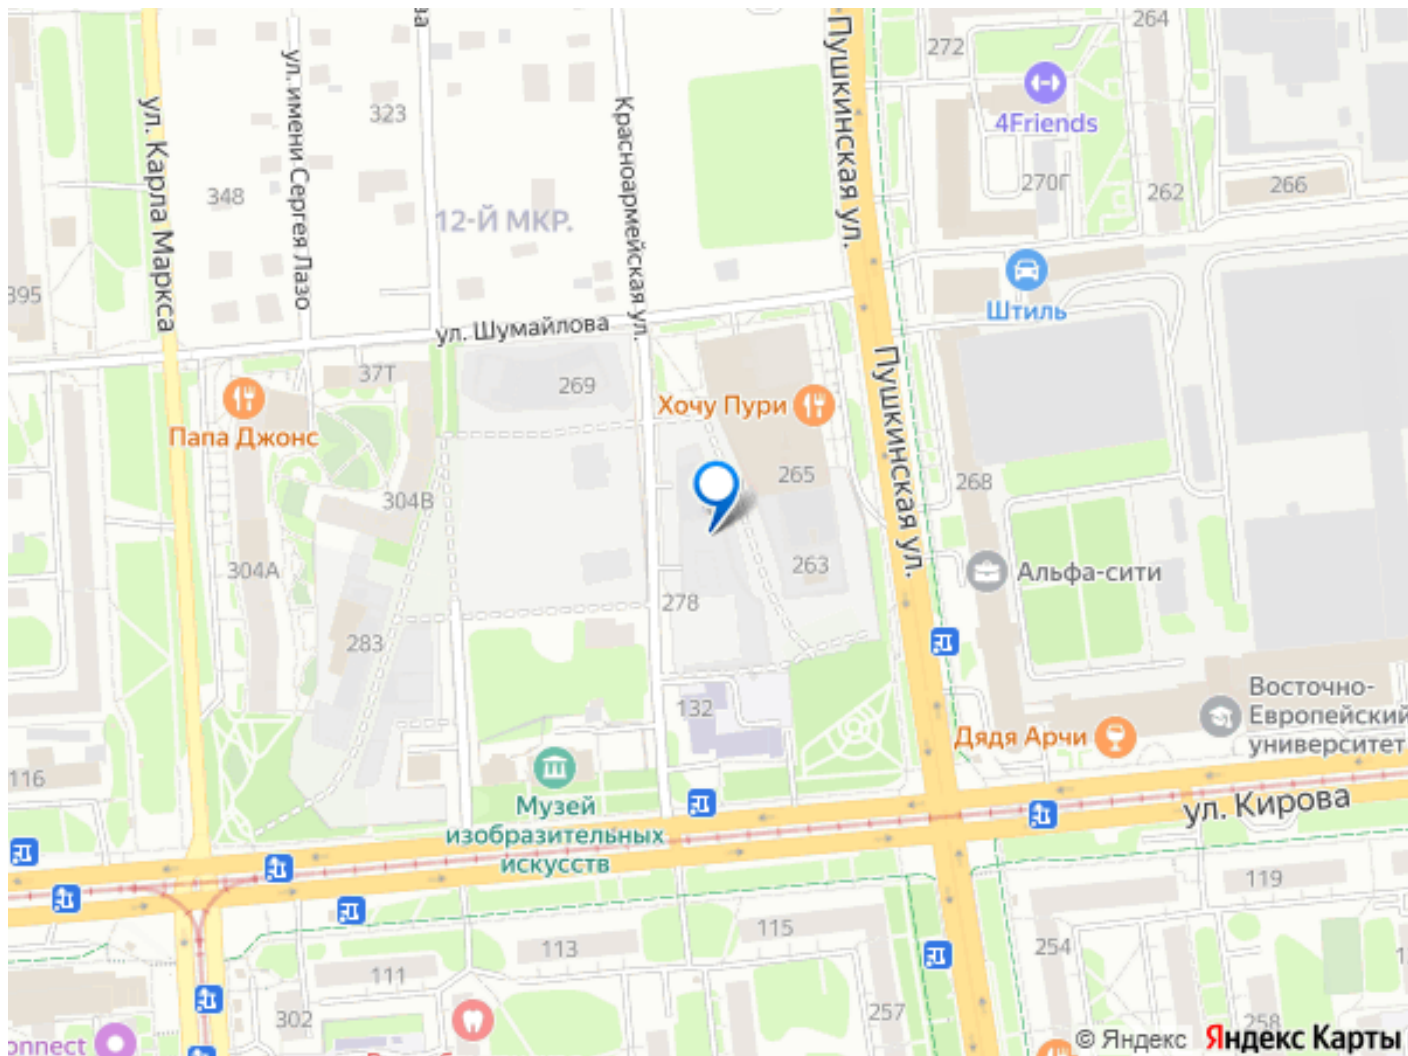 264
272
4Friends
Пушкинская ул.
ул. Карла Маркса
ул. имени Сергея Лазо
323
Красноармейская ул.
348
12-Й МКР.
270Г
262
266
395
Штиль
ул. Шумайлова
37Т
269
Пушкинская ул.
Папа Джонс
Хочу Пури
265
268
304В
304А
263
Альфа-сити
278
283
132
Восточно-
Европейский
университет
Дядя Арчи
116
Музей
изобразительных
искусств
ул. Кирова
119
115
113
111
254
257
302
258
onnect
© Яндекс Яндекс Карты